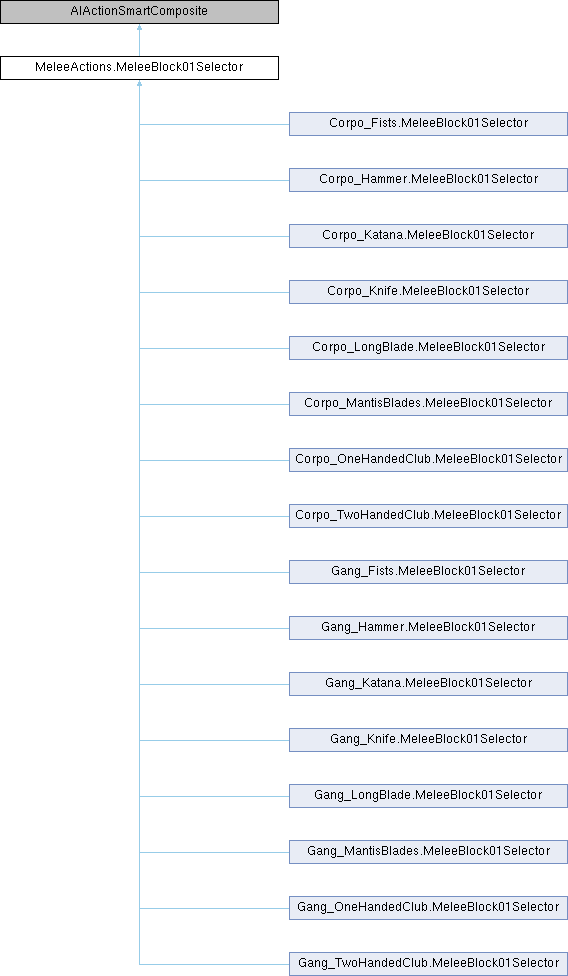 AIActionSmartComposite
MeleeActions.MeleeBlock01Selector
Corpo_Fists.MeleeBlock01Selector
Corpo_Hammer.MeleeBlock01Selector
Corpo_Katana.MeleeBlock01Selector
Corpo_Knife.MeleeBlock01Selector
Corpo_LongBlade.MeleeBlock01Selector
Corpo_MantisBlades.MeleeBlock01Selector
Corpo_OneHandedClub.MeleeBlock01Selector
Corpo_TwoHandedClub.MeleeBlock01Selector
Gang_Fists.MeleeBlock01Selector
Gang_Hammer.MeleeBlock01Selector
Gang_Katana.MeleeBlock01Selector
Gang_Knife.MeleeBlock01Selector
Gang_LongBlade.MeleeBlock01Selector
Gang_MantisBlades.MeleeBlock01Selector
Gang_OneHandedClub.MeleeBlock01Selector
Gang_TwoHandedClub.MeleeBlock01Selector